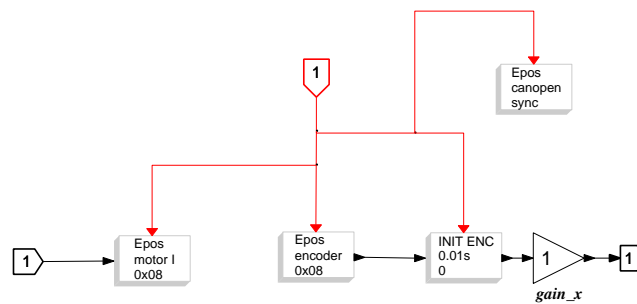 1
Epos
canopen
sync
Epos
motor I
0x08
Epos
encoder
0x08
INIT ENC
0.01s
0
1
1
1
gain_x